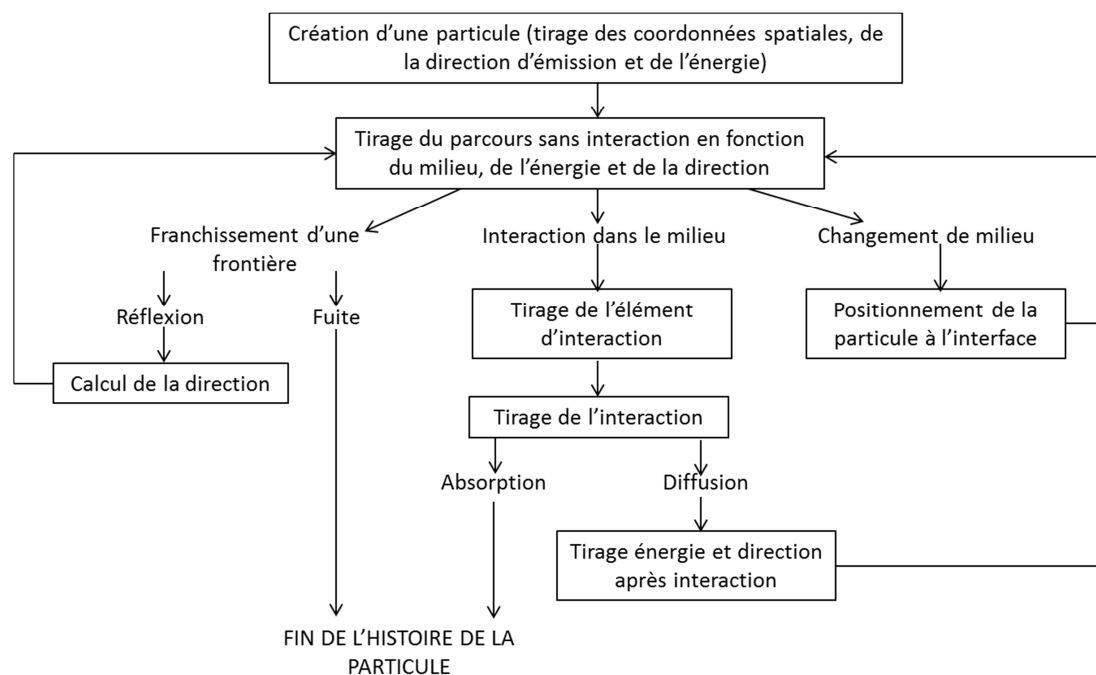 Création d’une particule (tirage des coordonnées spatiales, de
la direction d’émission et de l’énergie)
Tirage du parcours sans interaction en fonction
du milieu, de l’énergie et de la direction
Franchissement d’une
frontière
Interaction dans le milieu
Changement de milieu
Réflexion
Fuite
Tirage de l’élément
d’interaction
Positionnement de la
particule à l’interface
Calcul de la direction
Tirage de l’interaction
Absorption
Diffusion
Tirage énergie et direction
après interaction
FIN DE L’HISTOIRE DE LA
PARTICULE